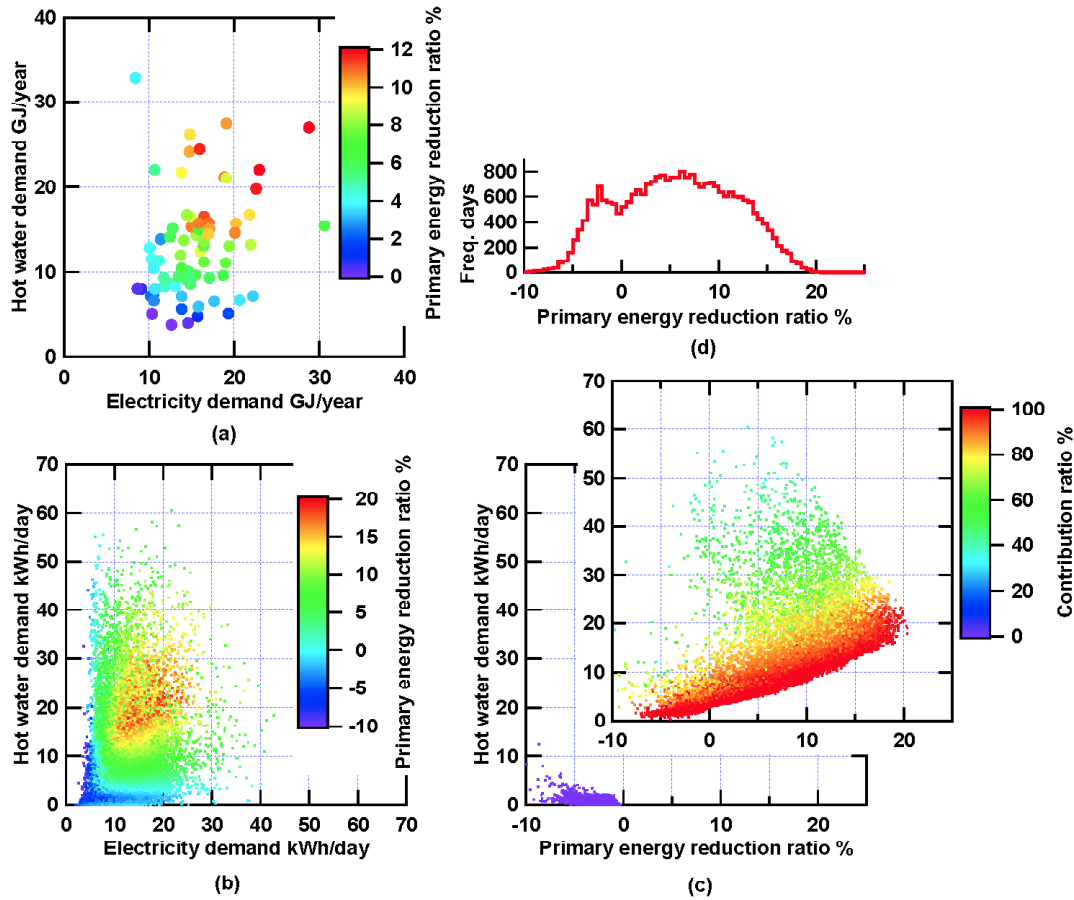 40
30
20
10
0
Hot water demand GJ/year
0 10 20 30 40
Electricity demand GJ/year
12
10
8
6
4
2
0
Primary energy reduction ratio %
(a)
800
600
400
200
0
Freq. days
-10 0 10 20
Primary energy reduction ratio %
(d)
70
60
50
40
30
20
10
0
Hot water demand kWh/day
0 10 20 30 40 50 60 70
Electricity demand kWh/day
20
15
10
5
0
-5
-10
Primary energy reduction ratio %
(b)
70
60
50
40
30
20
10
0
Hot water demand kWh/day
-10 0 10 20
Primary energy reduction ratio %
70
60
50
40
30
20
10
0
-10 0 10 20
100
80
60
40
20
0
Contribution ratio %
(c)